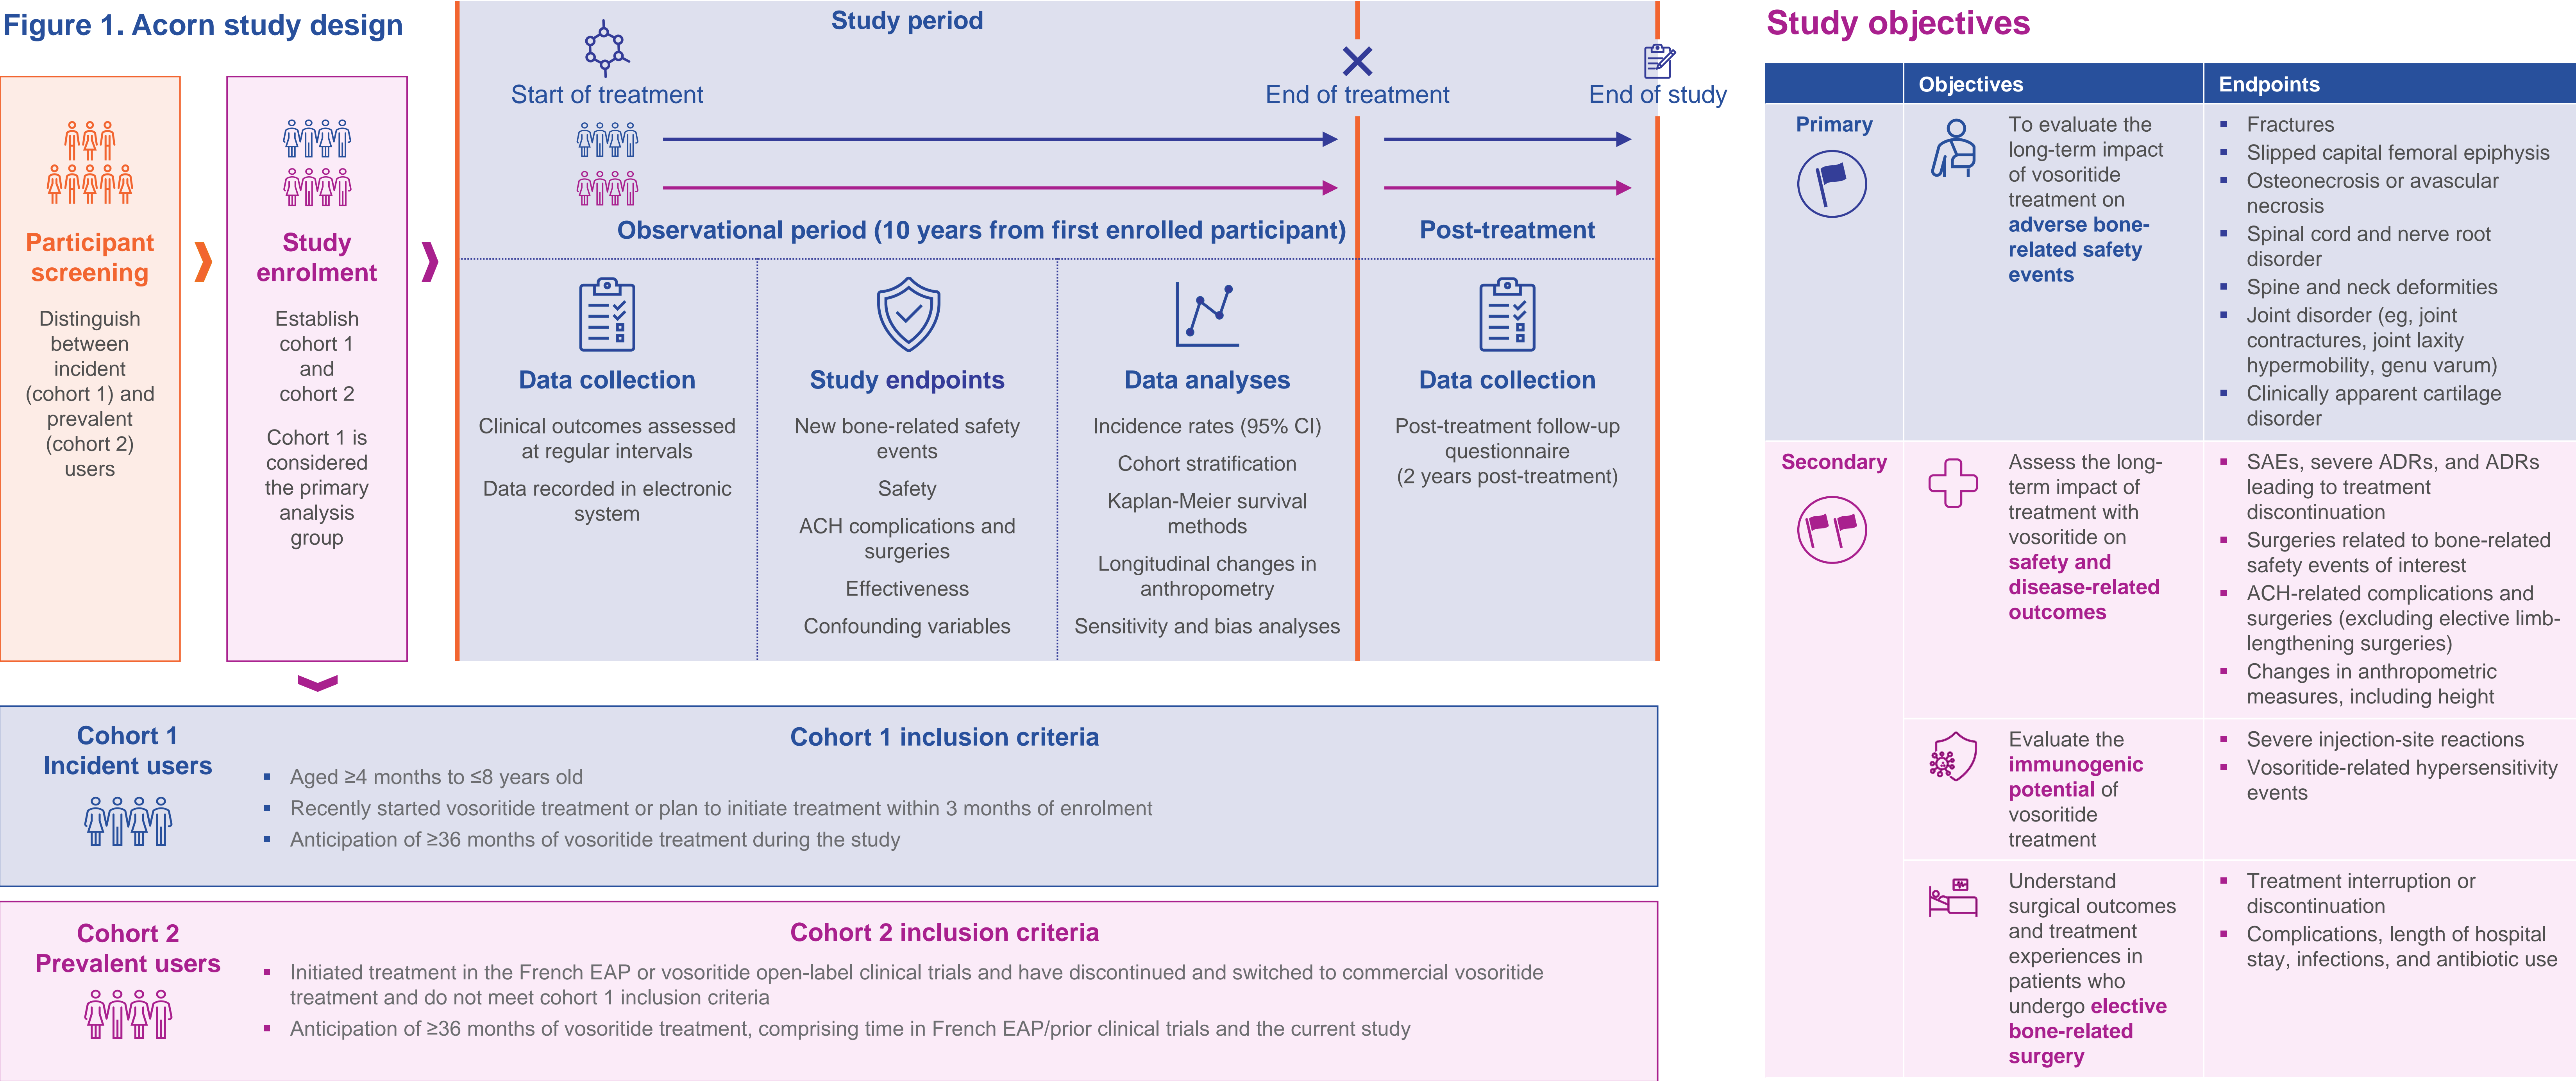 Figure 1. Acorn study design
Participant
screening
Distinguish
between
incident
(cohort 1) and
prevalent
(cohort 2)
users
Study
enrolment
Establish
cohort 1
and
cohort 2
Cohort 1 is
considered
the primary
analysis
group
Study period
Start of treatment
End of treatment
End of study
Observational period (10 years from first enrolled participant)
Post-treatment
Data collection
Clinical outcomes assessed
at regular intervals
Data recorded in electronic
system
Study endpoints
New bone-related safety
events
Safety
ACH complications and
surgeries
Effectiveness
Confounding variables
Data analyses
Incidence rates (95% CI)
Cohort stratification
Kaplan-Meier survival
methods
Longitudinal changes in
anthropometry
Sensitivity and bias analyses
Data collection
Post-treatment follow-up
questionnaire
(2 years post-treatment)
Cohort 1
Incident users
Cohort 1 inclusion criteria
▪ Aged ≥4 months to ≤8 years old
▪ Recently started vosoritide treatment or plan to initiate treatment within 3 months of enrolment
▪ Anticipation of ≥36 months of vosoritide treatment during the study
Cohort 2
Prevalent users
Cohort 2 inclusion criteria
▪ Initiated treatment in the French EAP or vosoritide open-label clinical trials and have discontinued and switched to commercial vosoritide
treatment and do not meet cohort 1 inclusion criteria
▪ Anticipation of ≥36 months of vosoritide treatment, comprising time in French EAP/prior clinical trials and the current study
Study objectives
Objectives
Endpoints
Primary
To evaluate the
long-term impact
of vosoritide
treatment on
adverse bone-
related safety
events
▪ Fractures
▪ Slipped capital femoral epiphysis
▪ Osteonecrosis or avascular
necrosis
▪ Spinal cord and nerve root
disorder
▪ Spine and neck deformities
▪ Joint disorder (eg, joint
contractures, joint laxity
hypermobility, genu varum)
▪ Clinically apparent cartilage
disorder
Secondary
Assess the long-
term impact of
treatment with
vosoritide on
safety and
disease-related
outcomes
▪ SAEs, severe ADRs, and ADRs
leading to treatment
discontinuation
▪ Surgeries related to bone-related
safety events of interest
▪ ACH-related complications and
surgeries (excluding elective limb-
lengthening surgeries)
▪ Changes in anthropometric
measures, including height
Evaluate the
immunogenic
potential of
vosoritide
treatment
▪ Severe injection-site reactions
▪ Vosoritide-related hypersensitivity
events
Understand
surgical outcomes
and treatment
experiences in
patients who
undergo elective
bone-related
surgery
▪ Treatment interruption or
discontinuation
▪ Complications, length of hospital
stay, infections, and antibiotic use